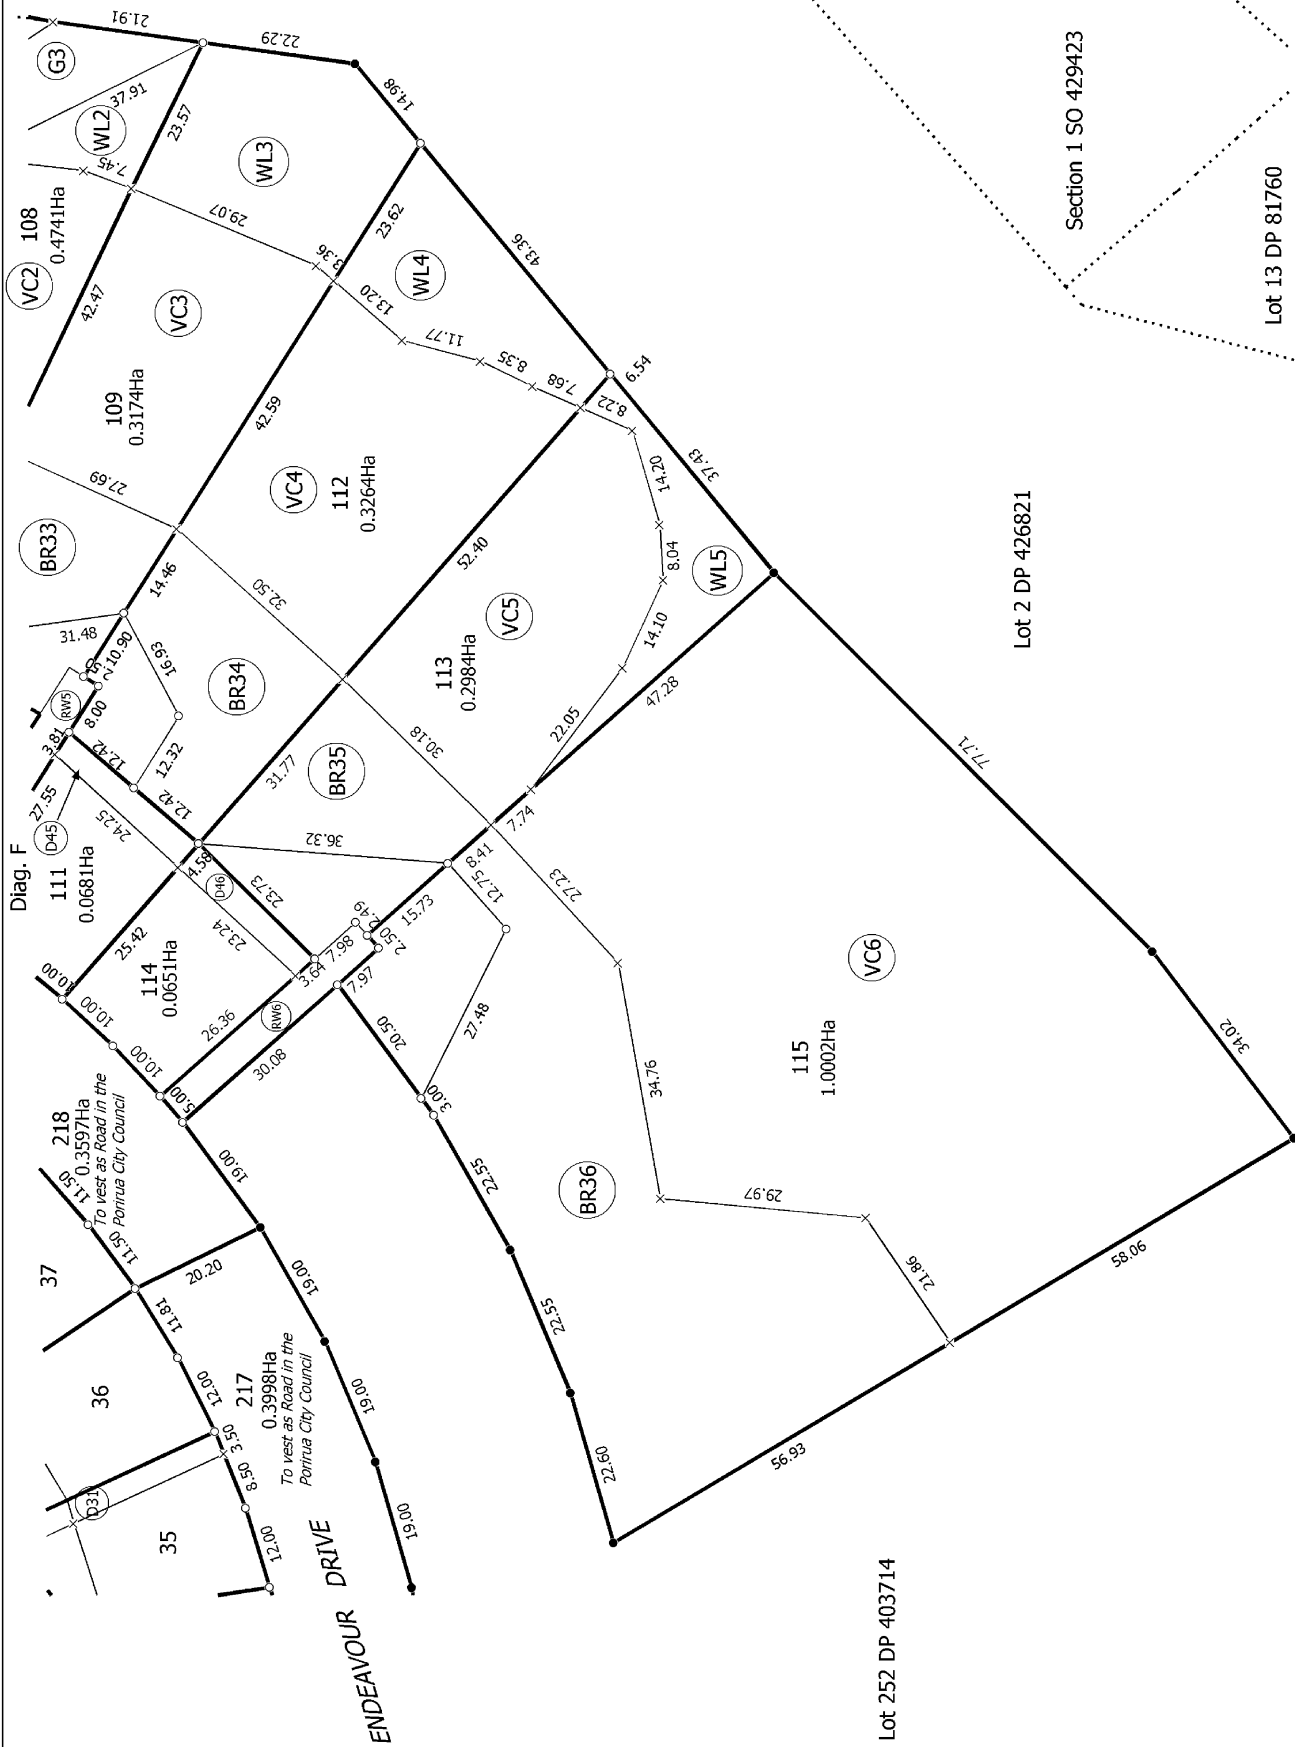 Diag. F
21.91
22.29
14.98
G3
WL2
37.91
23.57
7.45
WL3
29.07
3.36
108
0.4741Ha
VC2
42.47
VC3
109
0.3174Ha
23.62
WL4
13.20
11.77
8.35
7.68
8.22
43.36
6.54
37.43
42.59
27.69
BR33
VC4
112
0.3264Ha
14.46
32.50
52.40
14.20
8.04
WL5
14.10
VC5
113
0.2984Ha
22.05
47.28
31.48
10.90
2.05
16.93
RW5
8.00
3.81
12.42
12.32
12.42
BR34
31.77
BR35
30.18
27.55
D45
24.25
111
0.0681Ha
4.58
D46
23.73
36.32
8.41
7.74
12.75
27.23
15.73
2.49
2.50
7.98
3.64
7.97
23.24
25.42
114
0.0651Ha
10.00
10.00
10.00
26.36
RW6
30.08
5.00
20.50
27.48
3.00
34.76
VC6
115
1.0002Ha
77.71
34.02
218
0.3597Ha
To vest as Road in the
Porirua City Council
11.50
11.50
19.00
22.55
BR36
29.97
21.86
58.06
37
20.20
11.81
19.00
22.55
36
12.00
217
0.3998Ha
To vest as Road in the
Porirua City Council
19.00
22.60
56.93
3.50
8.50
D31
35
12.00
19.00
ENDEAVOUR DRIVE
Section 1 SO 429423
Lot 13 DP 81760
Lot 2 DP 426821
Lot 252 DP 403714